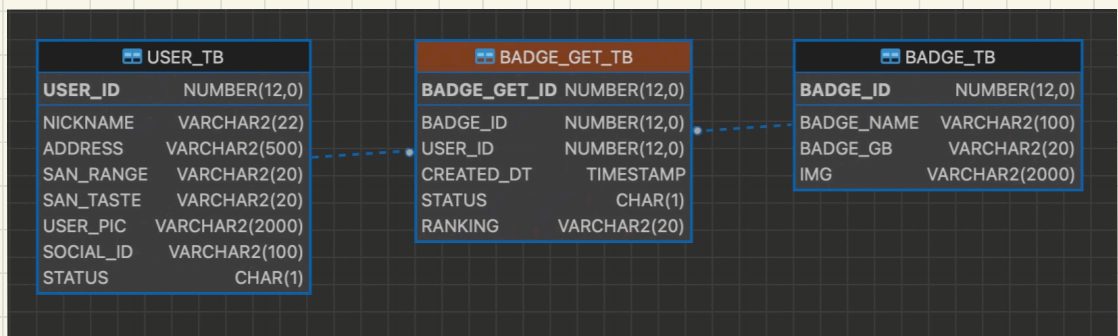 USER_TB
USER_ID NUMBER(12,0)
NICKNAME VARCHAR2(22)
ADDRESS VARCHAR2(500)
SAN_RANGE VARCHAR2(20)
SAN_TASTE VARCHAR2(20)
USER_PIC VARCHAR2(2000)
SOCIAL_ID VARCHAR2(100)
STATUS CHAR(1)
BADGE_GET_TB
BADGE_GET_ID NUMBER(12,0)
BADGE_ID NUMBER(12,0)
USER_ID NUMBER(12,0)
CREATED_DT TIMESTAMP
STATUS CHAR(1)
RANKING VARCHAR2(20)
BADGE_TB
BADGE_ID NUMBER(12,0)
BADGE_NAME VARCHAR2(100)
BADGE_GB VARCHAR2(20)
IMG VARCHAR2(2000)